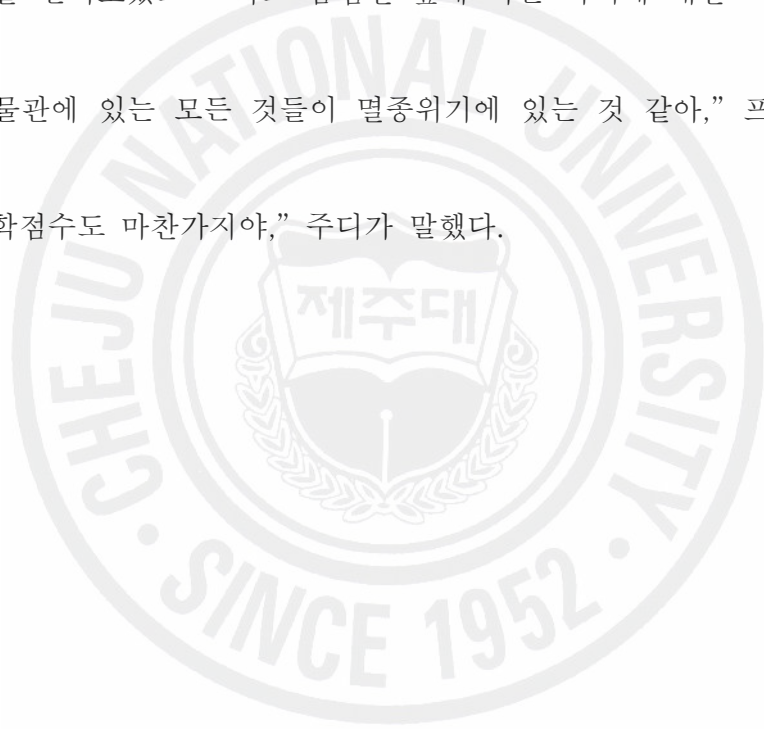 물관에 있는 모든 것들이 멸종위기에 있는 것 같아,” 프
학점수도 마찬가지야,” 주디가 말했다.
CHEJU NATIONAL UNIVERSITY
제주대
SINCE 1952